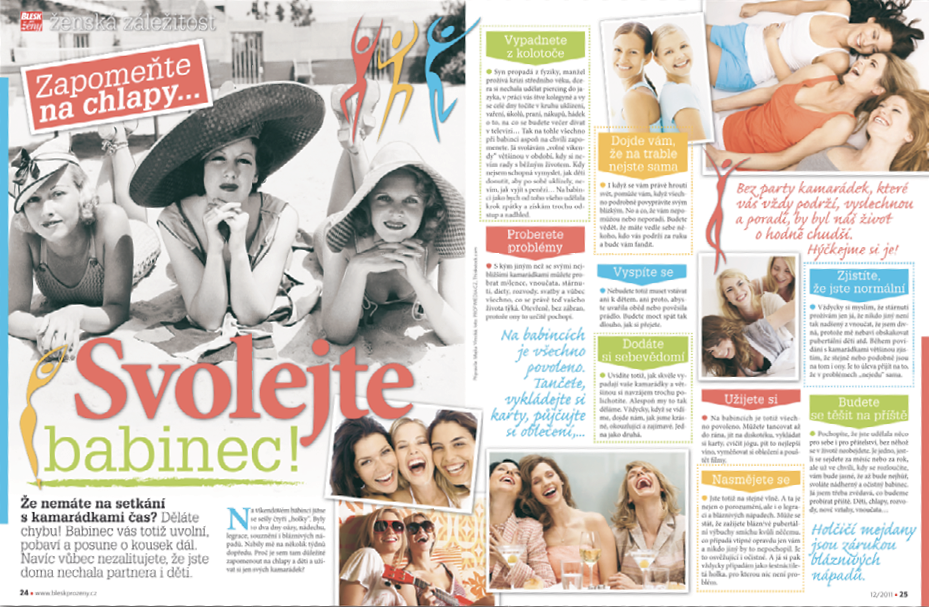 BLESK
pro ženy
ženská záležitost
Zapomeňte
na chlapy...
Svolejte
babinec!
Že nemáte na setkání
s kamarádkami čas? Děláte
chybu! Babinec vás totiž uvolní,
pobaví a posune o kousek dál.
Navíc vůbec nezalitujete, že jste
doma nechala partnera i děti.
Na víkendovém babinci jsme
se sešly čtyři „holky“. Byly
to dva dny súry, nádechu,
legrace, souznění i bláznivých
nápadů. Nabily mě na několik týdnů
dopředu. Proč je sem tam důležité
zapomenout na chlapy a děti a užívat
si jen svých kamarádek?
24 • www.bleskprozeny.cz
Vypadnete
z kolotoče
• Syn propadá z fyziky, manžel
prožívá krizi středního věku, dcera
si nechala udělat piercing do jazyka,
v práci vás štve kolegyně a vy
se celé dny točíte v kruhu uklízení,
vaření, úkolů, praní, nákupů, hádek
o to, na co se budete večer dívat
v televizi... Tak na tohle všechno
při babinci aspoň na chvíli zapomenete.
Já svolávám „volné víkendy“
většinou v období, kdy si nevím
rady s běžným životem. Kdy
nejsem schopná vymyslet, jak děti
donutit, aby po sobě uklízely, nevím,
jak vyjít s penězi... Na babinci
jako bych od toho všeho udělala
krok zpátky a získám trochu odstup
a nadhled.
Proberete
problémy
• S kým jiným než se svými nejbližšími
kamarádkami můžete probrat
milence, vnoučata, stárnutí,
diety, rozvody, svatby a vůbec
všechno, co se právě teď vašeho
života týká. Otevřeně, bez zábran,
protože ony to určitě pochopí.
Na babincích
je všechno
povoleno.
Tančete,
vykládejte si
karty, půjčujte
si oblečení,...
Dojde vám,
že na trable
nejste sama
• I když se vám právě hroutí
svět, pomůže vám, když všechno
podrobně povyprávíte svým
blízkým. No a co, že vám nepomůžou
nebo neporadí. Budete
vědět, že máte vedle sebe někoho,
kdo vás podrží za ruku
a bude vám fandit.
Vyspíte se
• Nebudete totiž muset vstávat
ani k dětem, ani proto, abyste
uvařila oběd nebo pověsila
prádlo. Budete moct spát tak
dlouho, jak si přejete.
Dodáte
si sebevědomí
• Uvidíte totiž, jak skvěle vypadají
vaše kamarádky a většinou
si navzájem trochu polichotíte.
Alespoň my to tak
děláme. Vždycky, když se vidíme,
dojde nám, jak jsme krásné,
okouzlující a zajímavé. Jedna
jako druhá.
Bez party kamarádek, které
vás vždy podrží, vyslechnou
a poradí, by byl náš život
o hodně chudší.
Hýčkejme si je!
Užijete si
• Na babincích je totiž všechno
povoleno. Můžete tancovat až
do rána, jít na diskotéku, vykládat
si karty, cvičit jógu, pít to nejlepší
víno, vyměňovat si oblečení a pouštět
filmy.
Nasmějete se
• Jste totiž na stejné vlně. A ta je
nejen o porozumění, ale i o legraci
a bláznivých nápadech. Může se
stát, že zažijete bláznivé pubertální
výbuchy smíchu kvůli něčemu,
co připadá vtipné opravdu jen vám
a nikdo jiný by to nepochopil. Je
to osvěžující i očistné. A já si pak
vždycky připadám jako šestnáctiletá
holka, pro kterou nic není problém.
Zjistíte,
že jste normální
• Vždycky si myslím, že stárnutí
prožívám jen já, že nikdo jiný není
tak nadšený z vnoučat, že jsem divná,
protože mě nebaví obskakovat
pubertální děti atd. Během povídání
s kamarádkami většinou zjistím,
že stejně nebo podobně jsou
na tom i ony. Je to úleva přijít na to,
že v problémech „nejedu“ sama.
Budete
se těšit na příště
• Pochopíte, že jste udělala něco
pro sebe i pro přátelství, bez něhož
se v životě neobejdete. Je jedno, jestli
se sejdete za měsíc nebo za rok,
ale už ve chvíli, kdy se rozloučíte,
vám bude jasné, že až bude nejhůř,
svoláte nádherný a očistný babinec.
Já jsem třeba zvědavá, co budeme
probírat příště. Děti, chlapy, rozvody,
nové vztahy, vnoučata...
Holčičí mejdany
jsou zárukou
bláznivých
nápadů.
12/2011 • 25